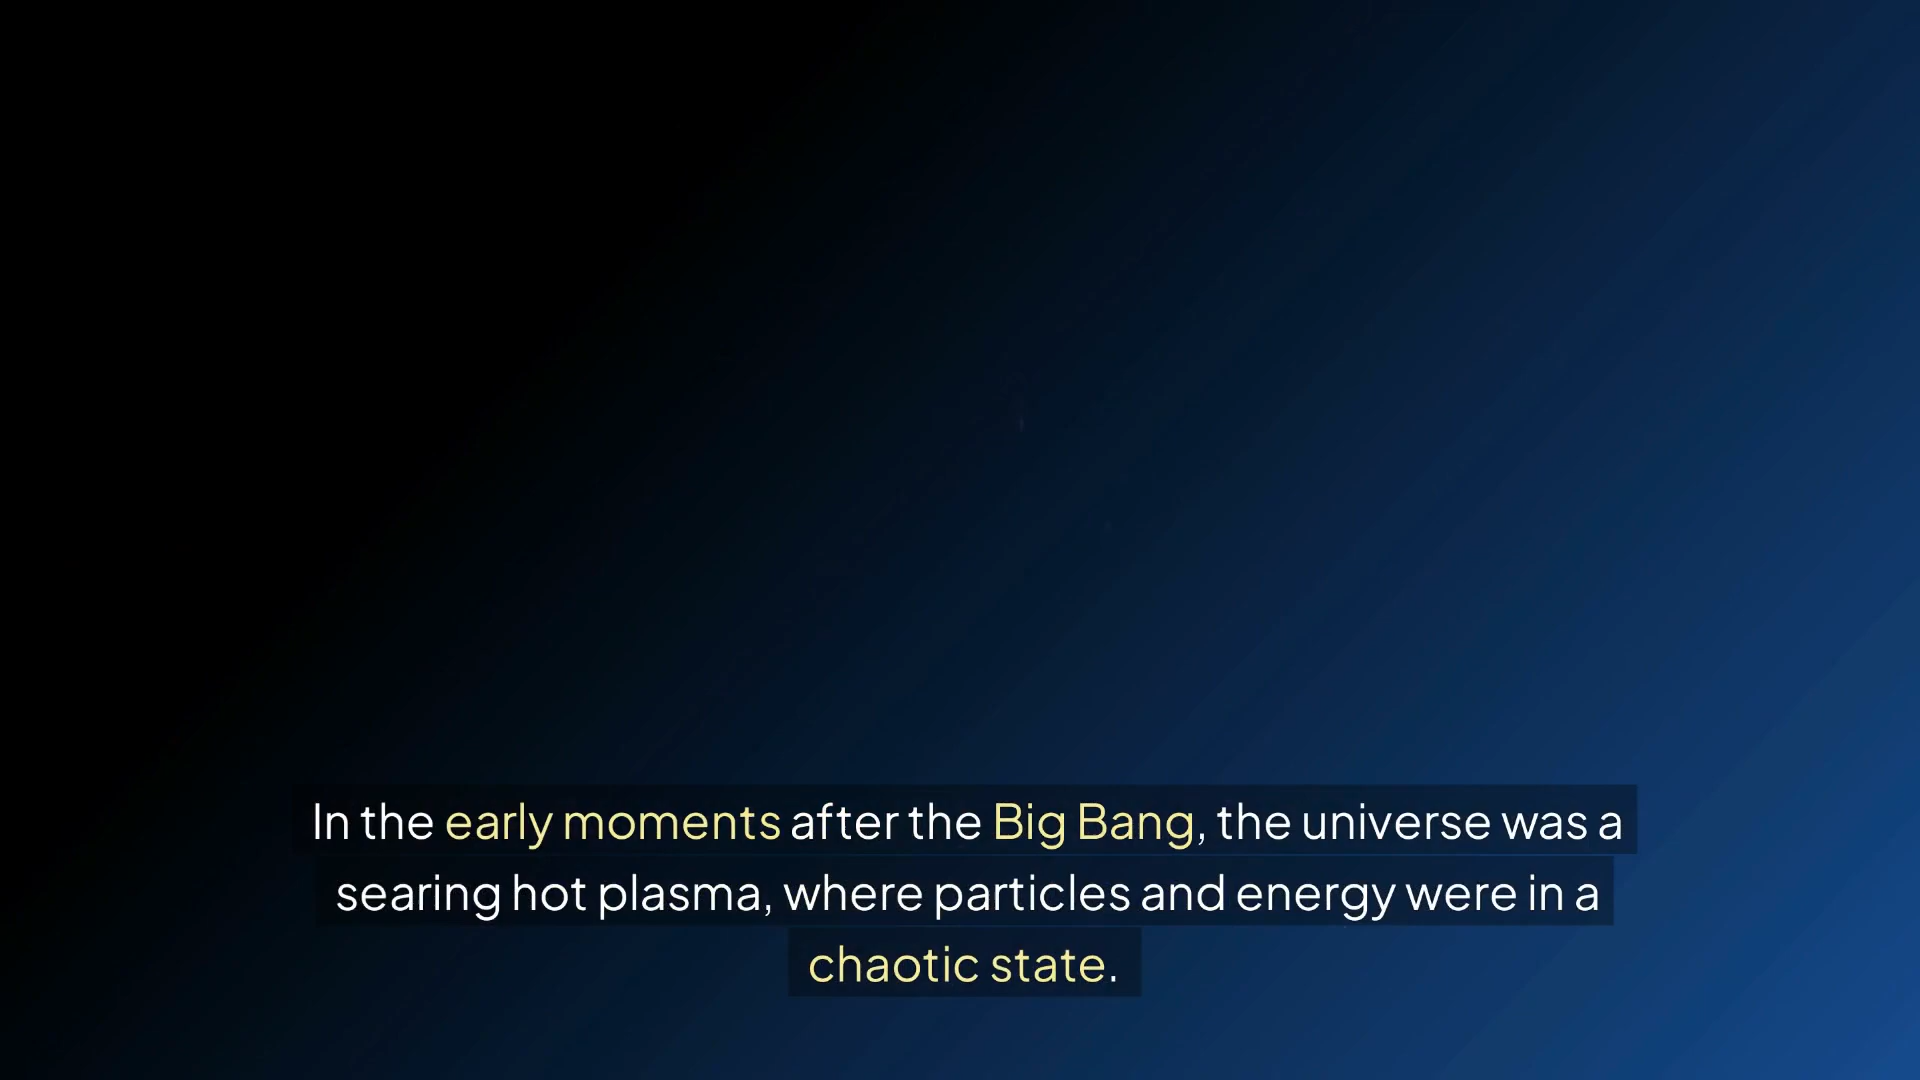 In the early moments after the Big Bang, the universe was a
searing hot plasma, where particles and energy were in a
chaotic state.